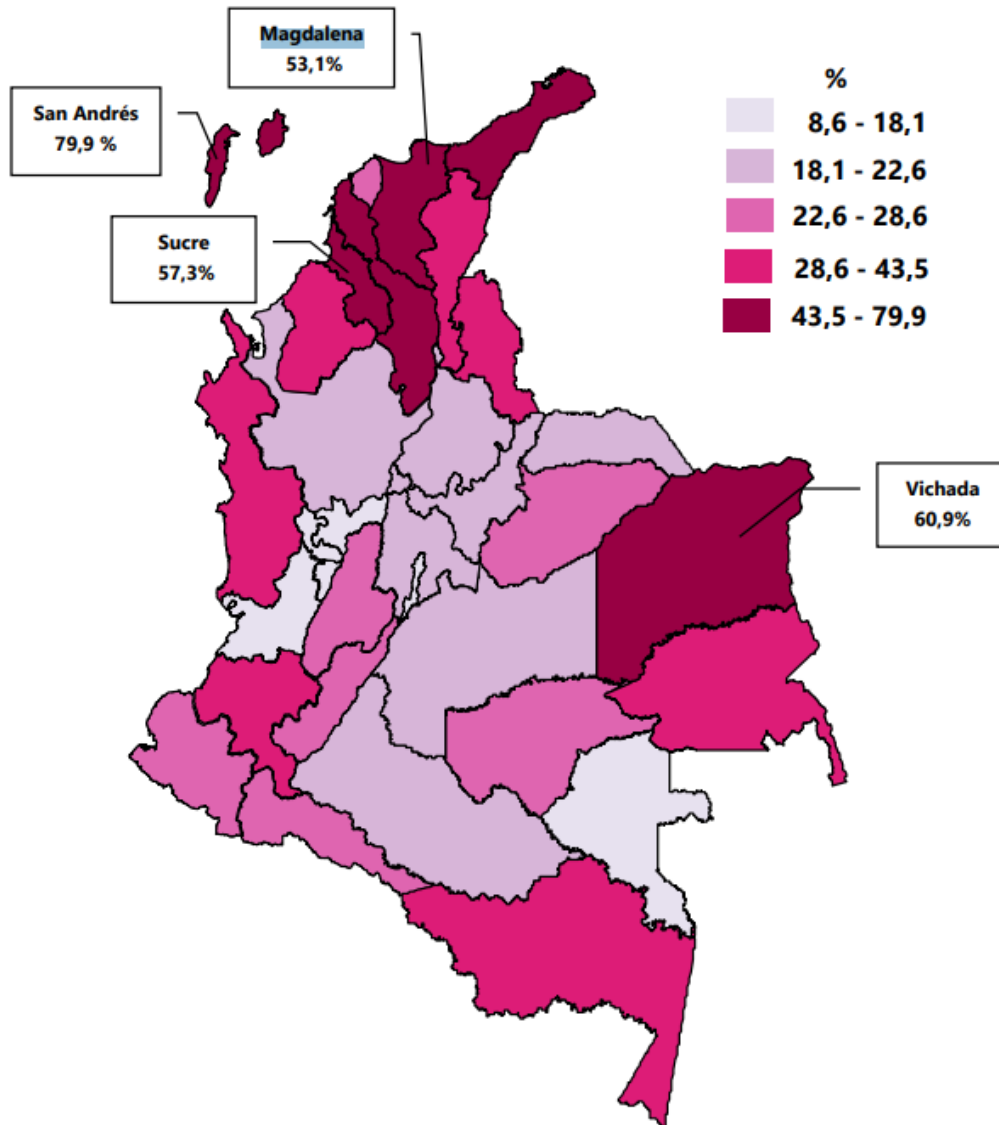 Magdalena
53,1%
San Andrés
79,9 %
Sucre
57,3%
%
8,6 - 18,1
18,1 - 22,6
22,6 - 28,6
28,6 - 43,5
43,5 - 79,9
Vichada
60,9%